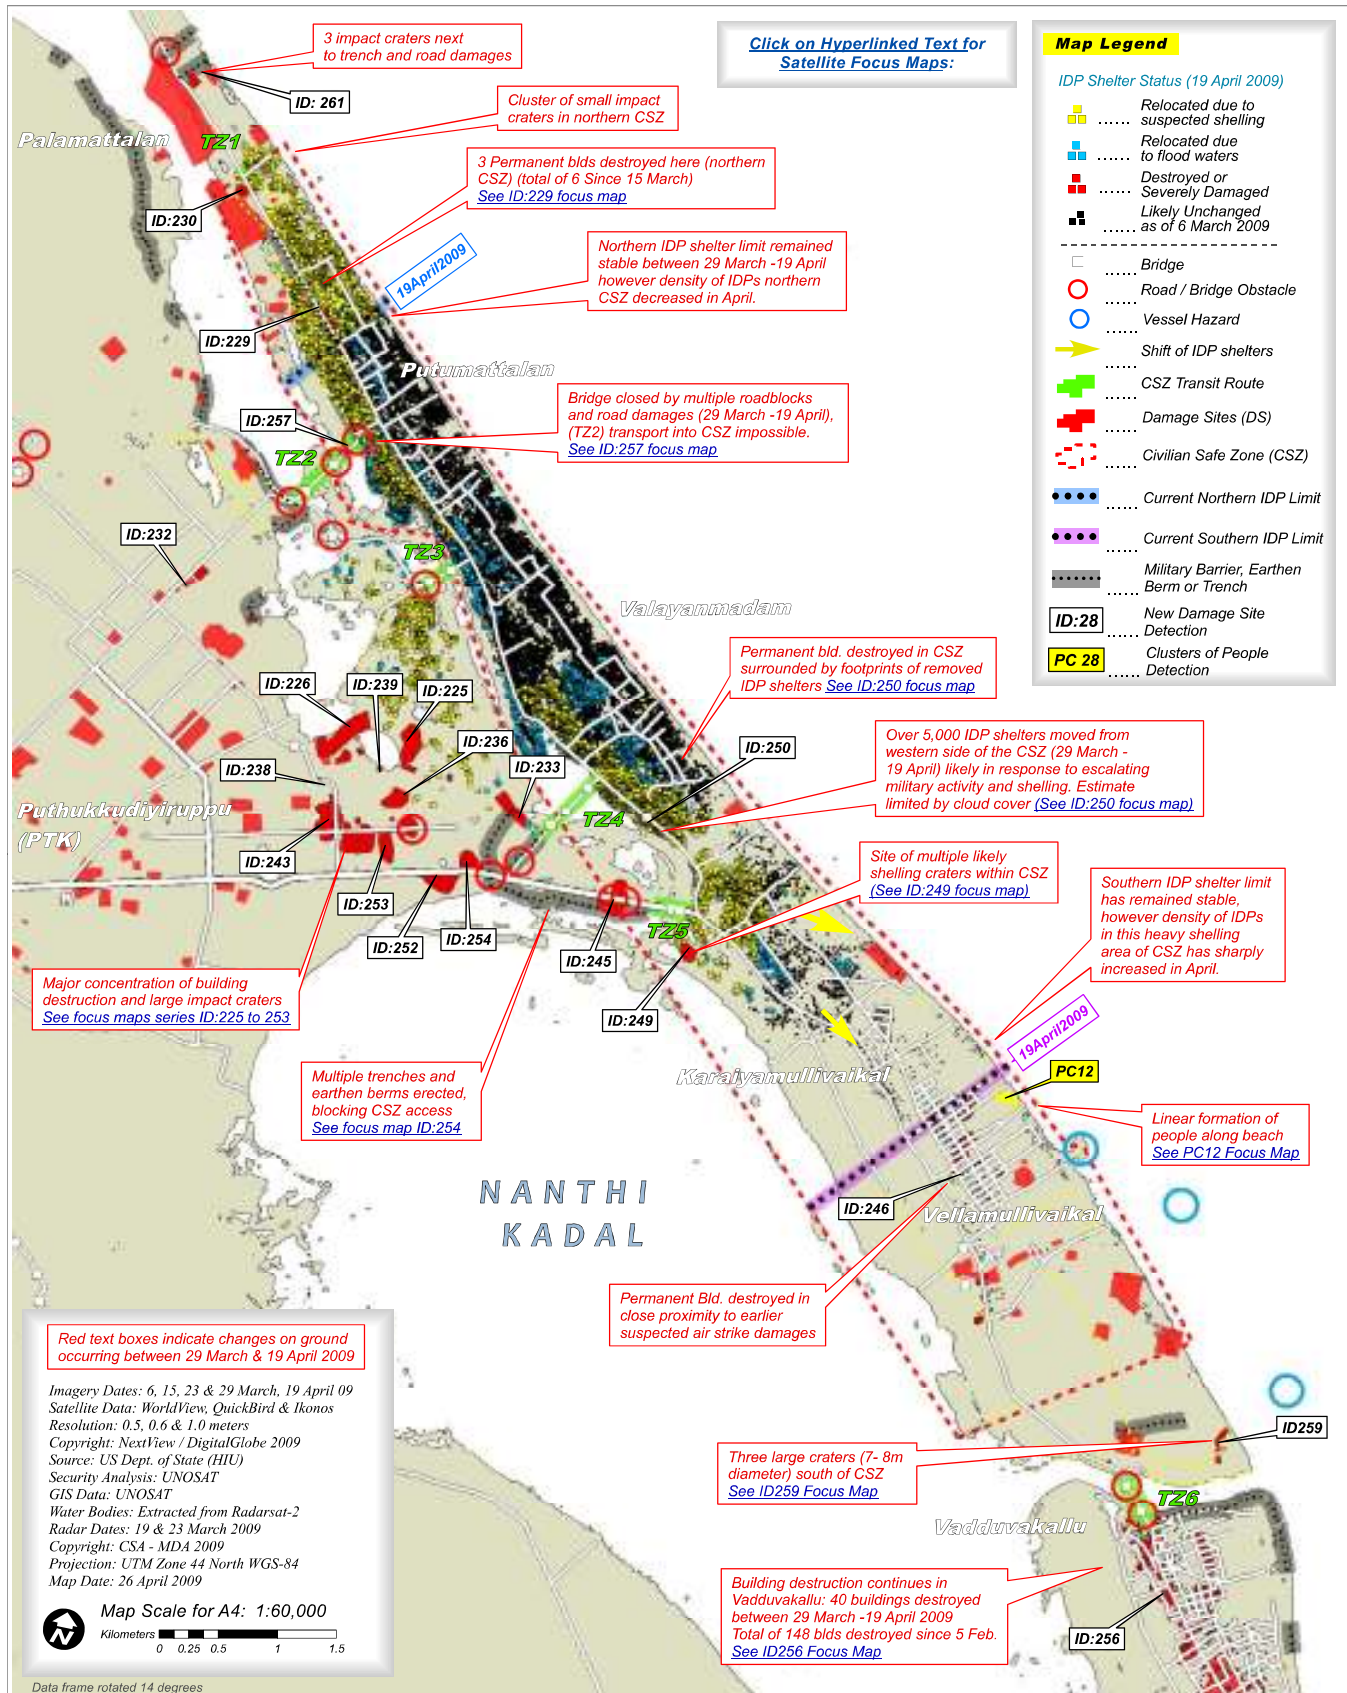 3 impact craters next
to trench and road damages
Click on Hyperlinked Text for
Satellite Focus Maps:
Map Legend
IDP Shelter Status (19 April 2009)
Relocated due to
suspected shelling
Relocated due
to flood waters
Destroyed or
Severely Damaged
Likely Unchanged
as of 6 March 2009
Bridge
Road / Bridge Obstacle
Vessel Hazard
Shift of IDP shelters
CSZ Transit Route
Damage Sites (DS)
Civilian Safe Zone (CSZ)
Current Northern IDP Limit
Current Southern IDP Limit
Military Barrier, Earthen
Berm or Trench
ID:28
New Damage Site
Detection
PC 28
Clusters of People
Detection
ID: 261
Cluster of small impact
craters in northern CSZ
Palamattalan
TZ1
3 Permanent blds destroyed here (northern
CSZ) (total of 6 Since 15 March)
See ID:229 focus map
ID:230
Northern IDP shelter limit remained
stable between 29 March -19 April
however density of IDPs northern
CSZ decreased in April.
19April2009
ID:229
Putumattalan
Bridge closed by multiple roadblocks
and road damages (29 March -19 April),
(TZ2) transport into CSZ impossible.
See ID:257 focus map
ID:257
TZ2
ID:232
TZ3
Valayanmadam
Permanent bld. destroyed in CSZ
surrounded by footprints of removed
IDP shelters See ID:250 focus map
ID:226
ID:239
ID:225
ID:236
ID:250
Over 5,000 IDP shelters moved from
western side of the CSZ (29 March -
19 April) likely in response to escalating
military activity and shelling. Estimate
limited by cloud cover (See ID:250 focus map)
ID:238
ID:233
Puthukkudiyiruppu
(PTK)
TZ4
ID:243
Site of multiple likely
shelling craters within CSZ
(See ID:249 focus map)
Southern IDP shelter limit
has remained stable,
however density of IDPs
in this heavy shelling
area of CSZ has sharply
increased in April.
ID:253
ID:252
ID:254
TZ5
ID:245
Major concentration of building
destruction and large impact craters
See focus maps series ID:225 to 253
ID:249
19April2009
Multiple trenches and
earthen berms erected,
blocking CSZ access
See focus map ID:254
Karaiyamullivaikal
PC12
Linear formation of
people along beach
See PC12 Focus Map
NANTHI
KADAL
ID:246
Vellamullivaikal
Permanent Bld. destroyed in
close proximity to earlier
suspected air strike damages
Red text boxes indicate changes on ground
occurring between 29 March & 19 April 2009
Imagery Dates: 6, 15, 23 & 29 March, 19 April 09
Satellite Data: WorldView, QuickBird & Ikonos
Resolution: 0.5, 0.6 & 1.0 meters
Copyright: NextView / DigitalGlobe 2009
Source: US Dept. of State (HIU)
Security Analysis: UNOSAT
GIS Data: UNOSAT
Water Bodies: Extracted from Radarsat-2
Radar Dates: 19 & 23 March 2009
Copyright: CSA - MDA 2009
Projection: UTM Zone 44 North WGS-84
Map Date: 26 April 2009
N
Map Scale for A4: 1:60,000
Kilometers
0 0.25 0.5 1 1.5
Data frame rotated 14 degrees
ID259
Three large craters (7- 8m
diameter) south of CSZ
See ID259 Focus Map
TZ6
Vadduvakallu
Building destruction continues in
Vadduvakallu: 40 buildings destroyed
between 29 March -19 April 2009
Total of 148 blds destroyed since 5 Feb.
See ID256 Focus Map
ID:256